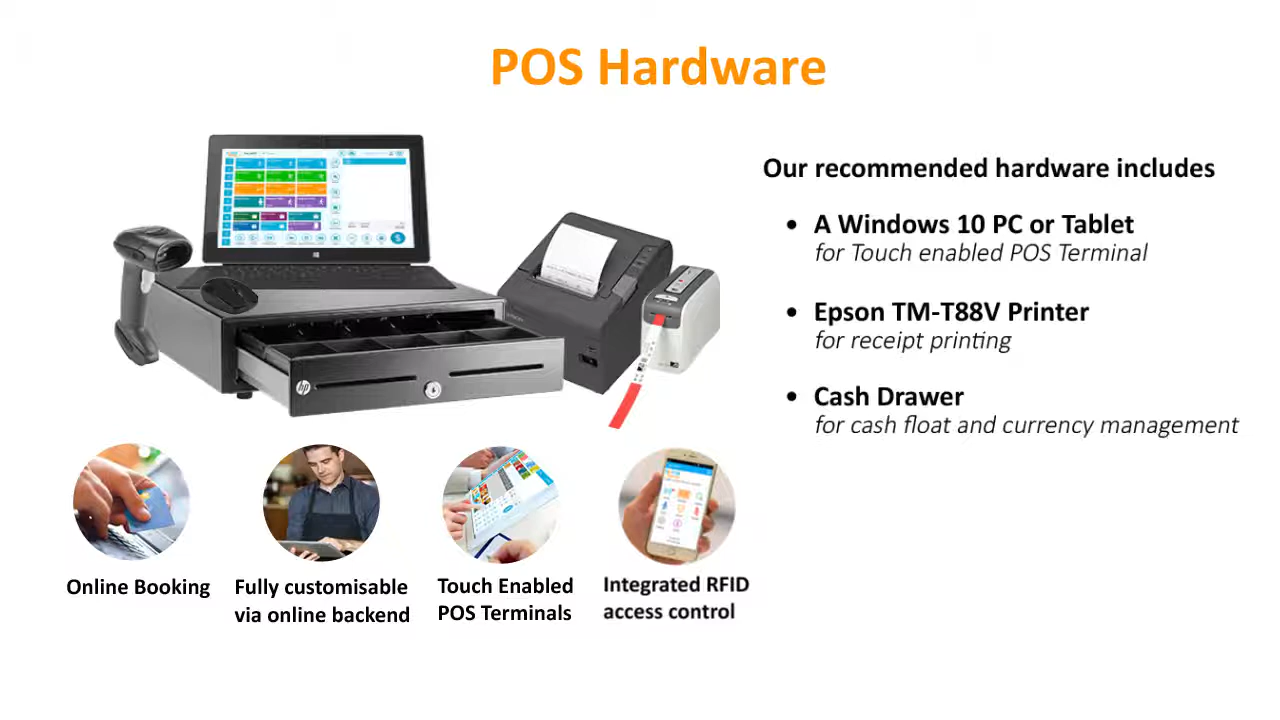 POS Hardware
Our recommended hardware includes
• A Windows 10 PC or Tablet
for Touch enabled POS Terminal
• Epson TM-T88V Printer
for receipt printing
• Cash Drawer
for cash float and currency management
EPSON
hp
Online Booking
Fully customisable
via online backend
Touch Enabled
POS Terminals
Integrated RFID
access control